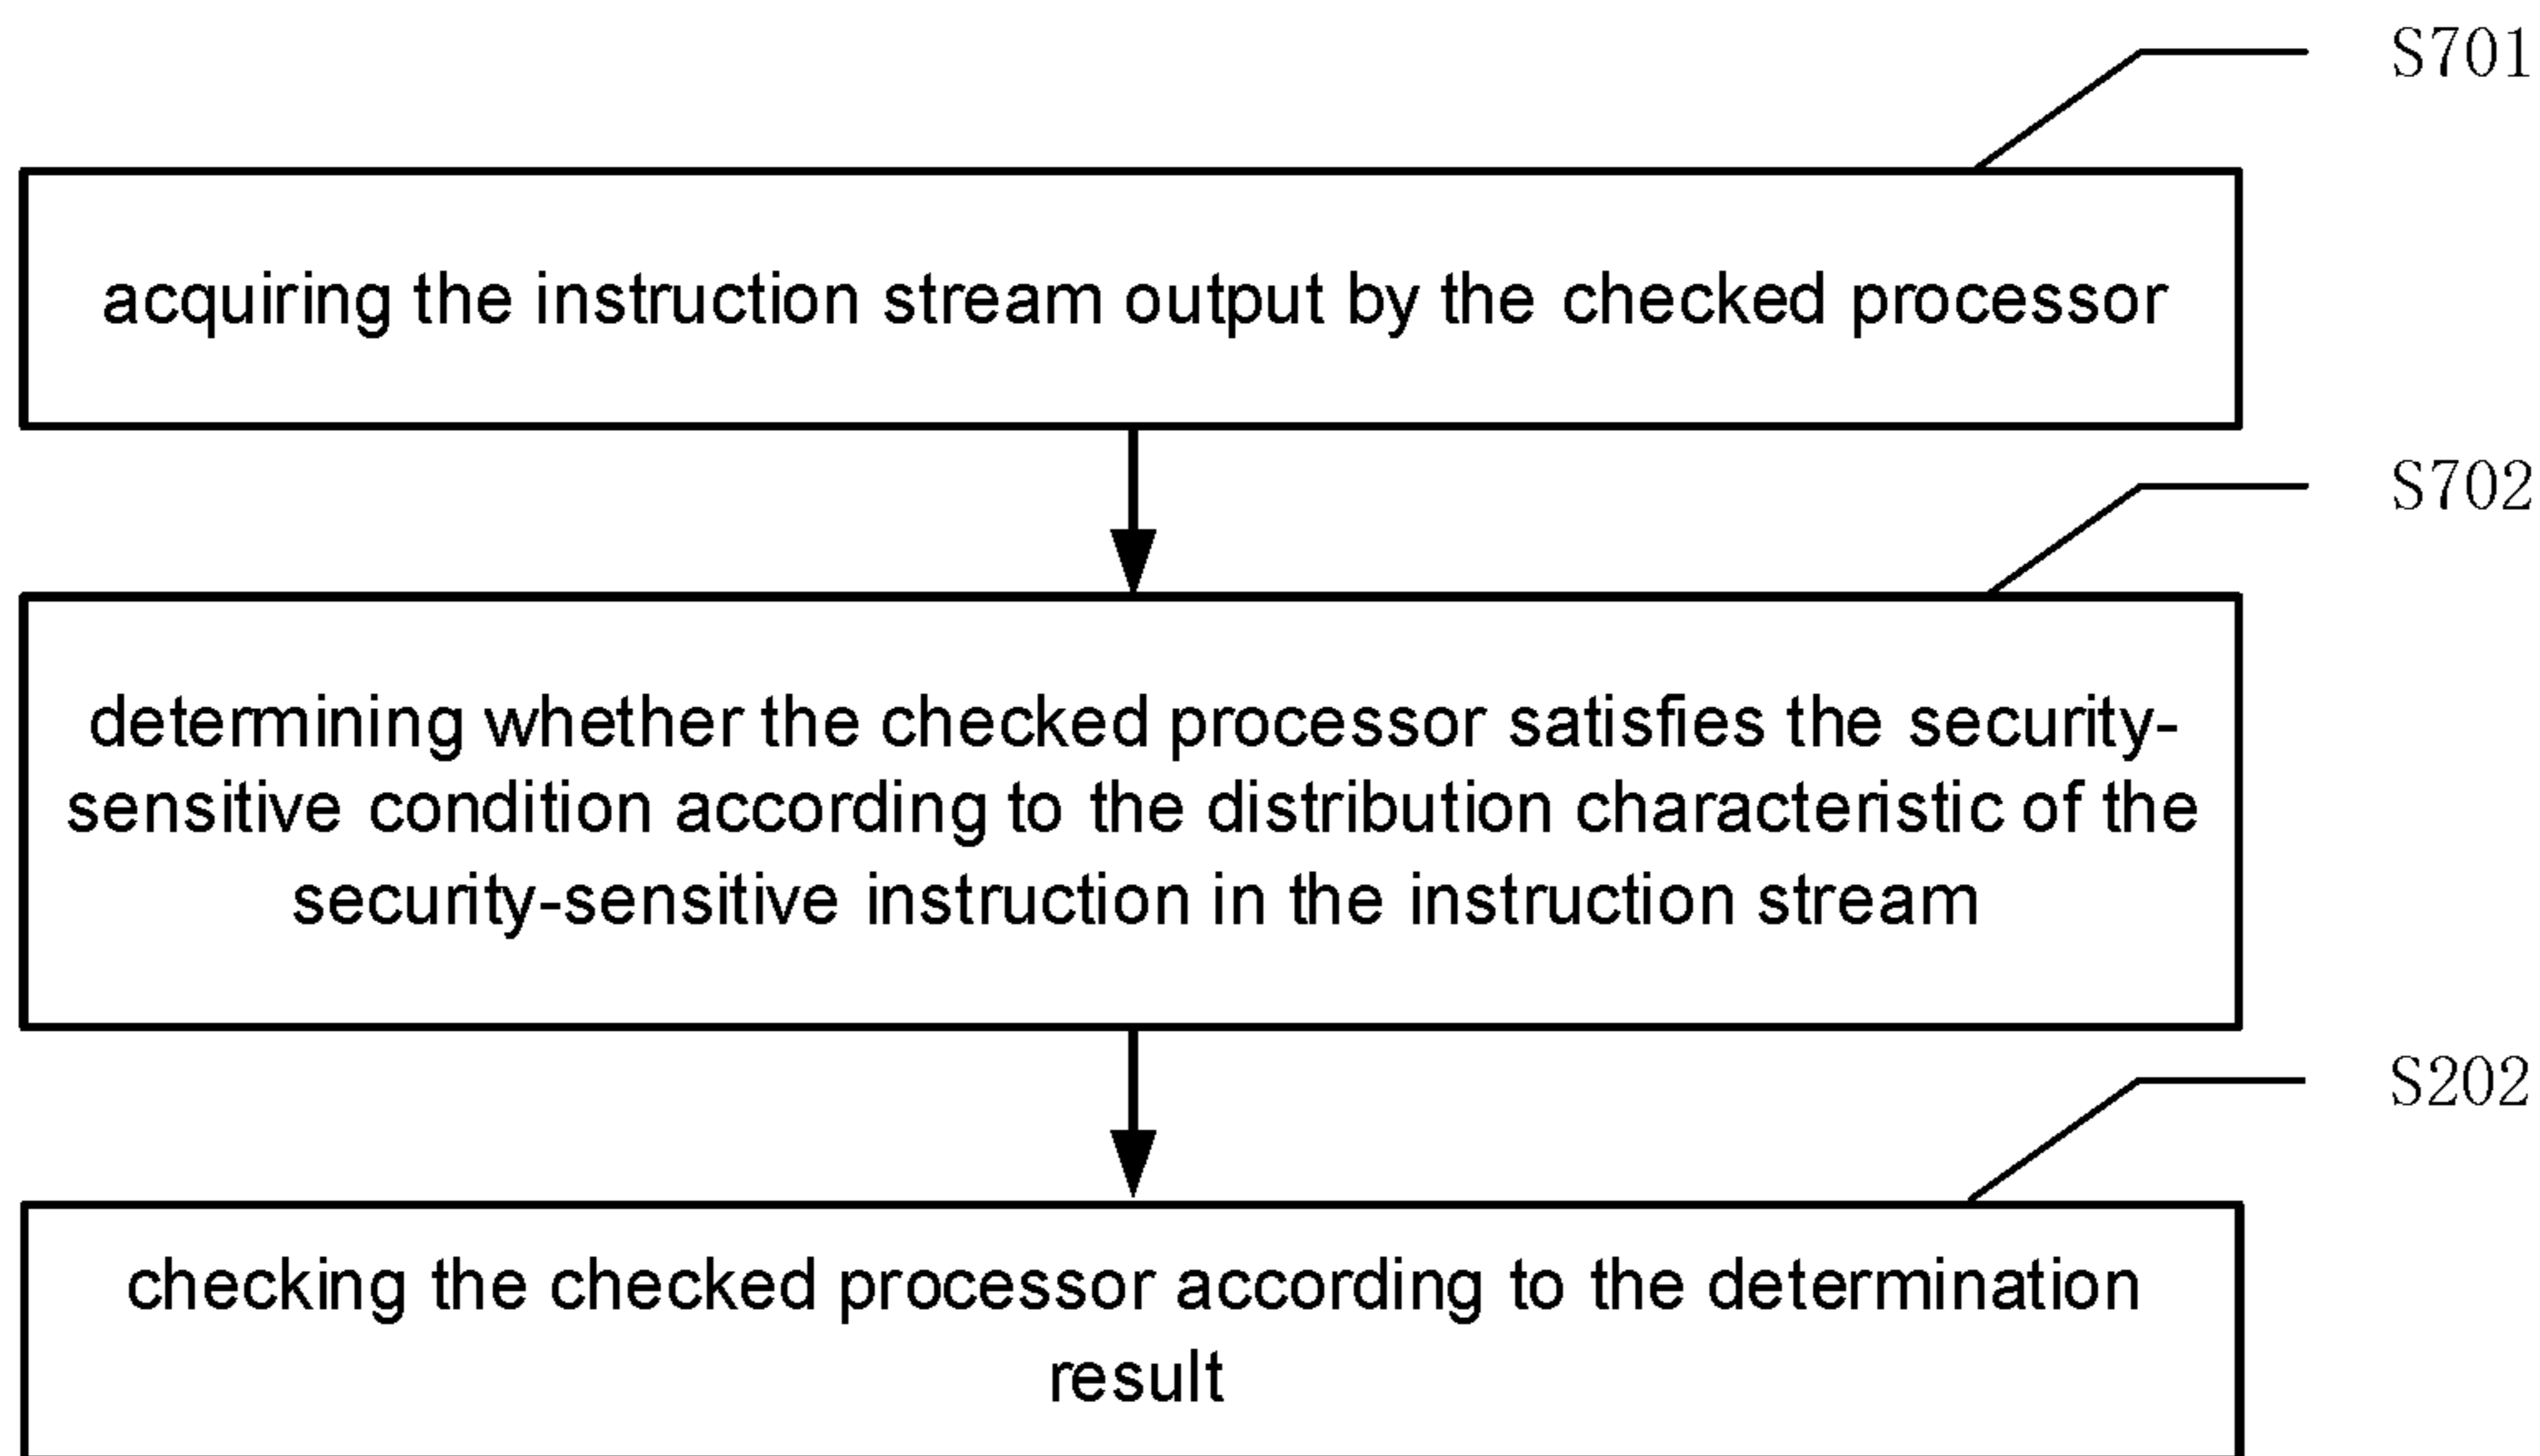 S701
acquiring the instruction stream output by the checked processor
S702
determining whether the checked processor satisfies the security-
sensitive condition according to the distribution characteristic of the
security-sensitive instruction in the instruction stream
S202
checking the checked processor according to the determination
result